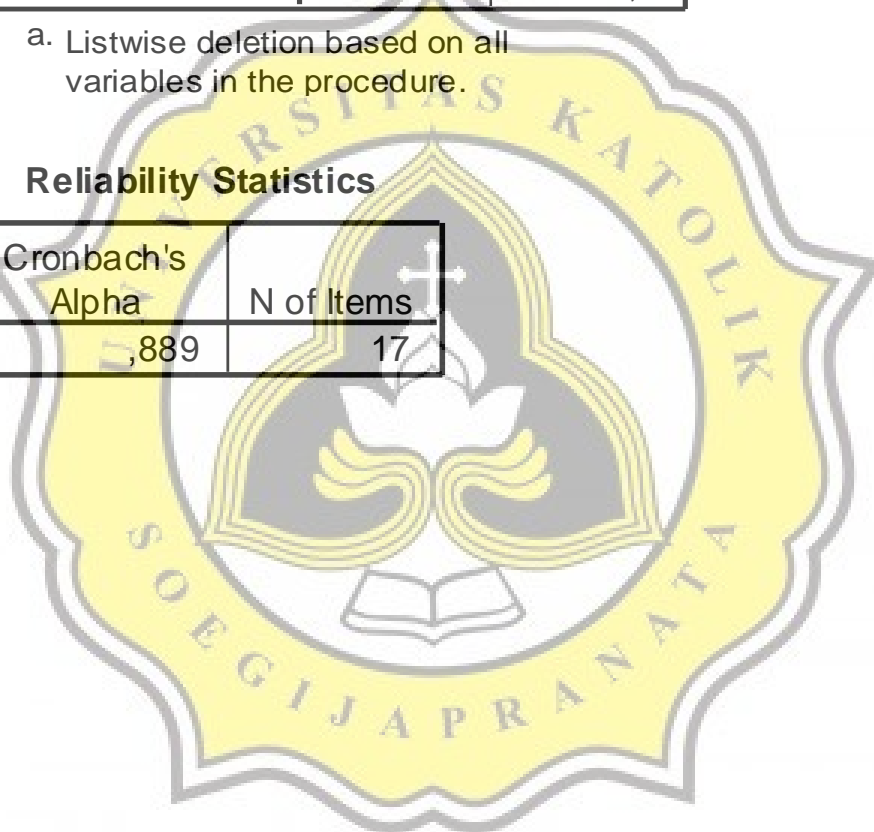 a. Listwise deletion based on all
variables in the procedure.
Reliability Statistics
Cronbach's
Alpha N of Items
,889 17
UNIVERSITAS KATOLIK
SOEGIJAPRANATA